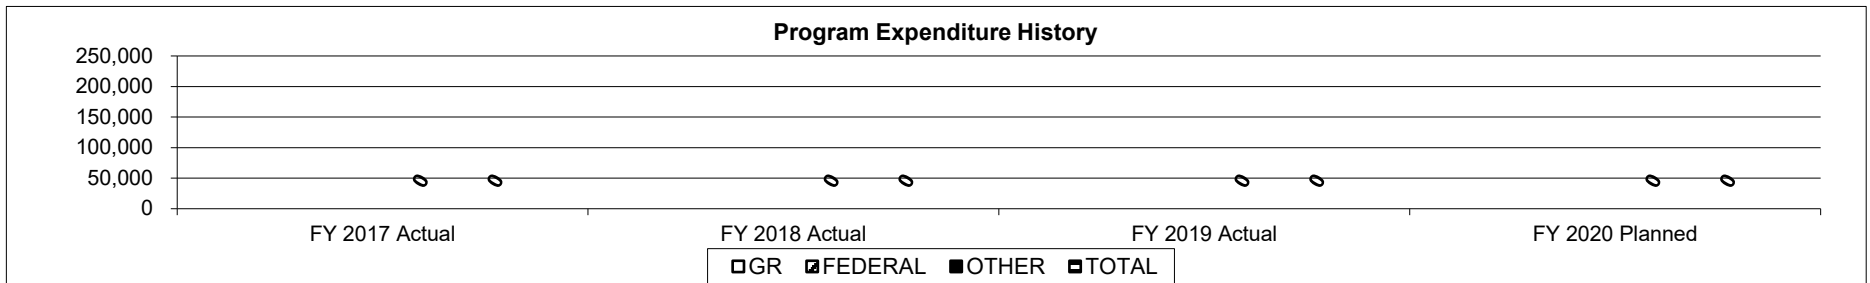 Program Expenditure History
250,000
200,000
150,000
100,000
50,000
0
0
0
0
0
0
0
0
0
FY 2017 Actual
FY 2018 Actual
FY 2019 Actual
FY 2020 Planned
GR FEDERAL OTHER TOTAL